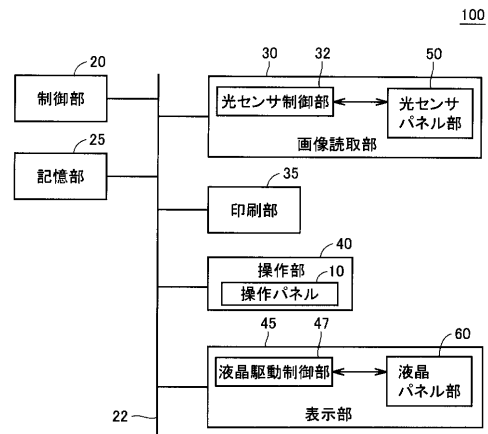 100
20
制御部
25
記憶部
30
32
50
光センサ制御部
光センサ
パネル部
画像読取部
35
印刷部
40
操作部
10
操作パネル
45
47
60
液晶駆動制御部
液晶
パネル部
表示部
22